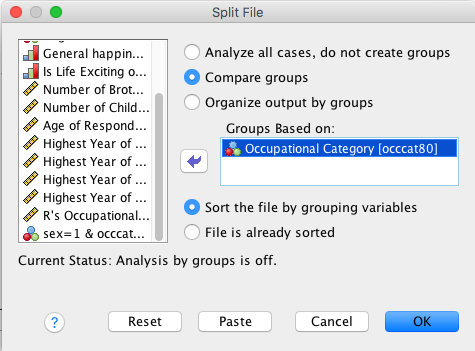 Split File
General happin...
Is Life Exciting o...
Number of Brot...
Number of Child...
Age of Respond...
Highest Year of ...
Highest Year of ...
Highest Year of ...
Highest Year of ...
R's Occupational...
sex=1 & occcat...
Analyze all cases, do not create groups
Compare groups
Organize output by groups
Groups Based on:
Occupational Category [occcat80]
Sort the file by grouping variables
File is already sorted
Current Status: Analysis by groups is off.
?
Reset
Paste
Cancel
OK